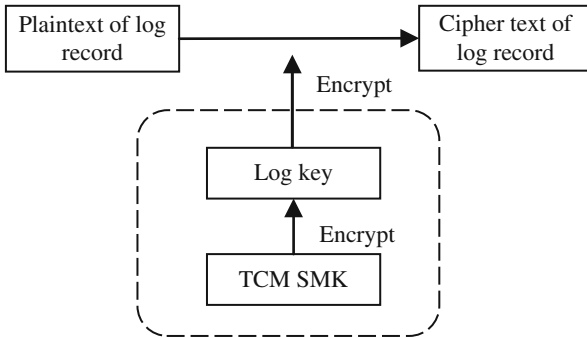 Plaintext of log
record
Cipher text of
log record
Encrypt
Log key
Encrypt
TCM SMK